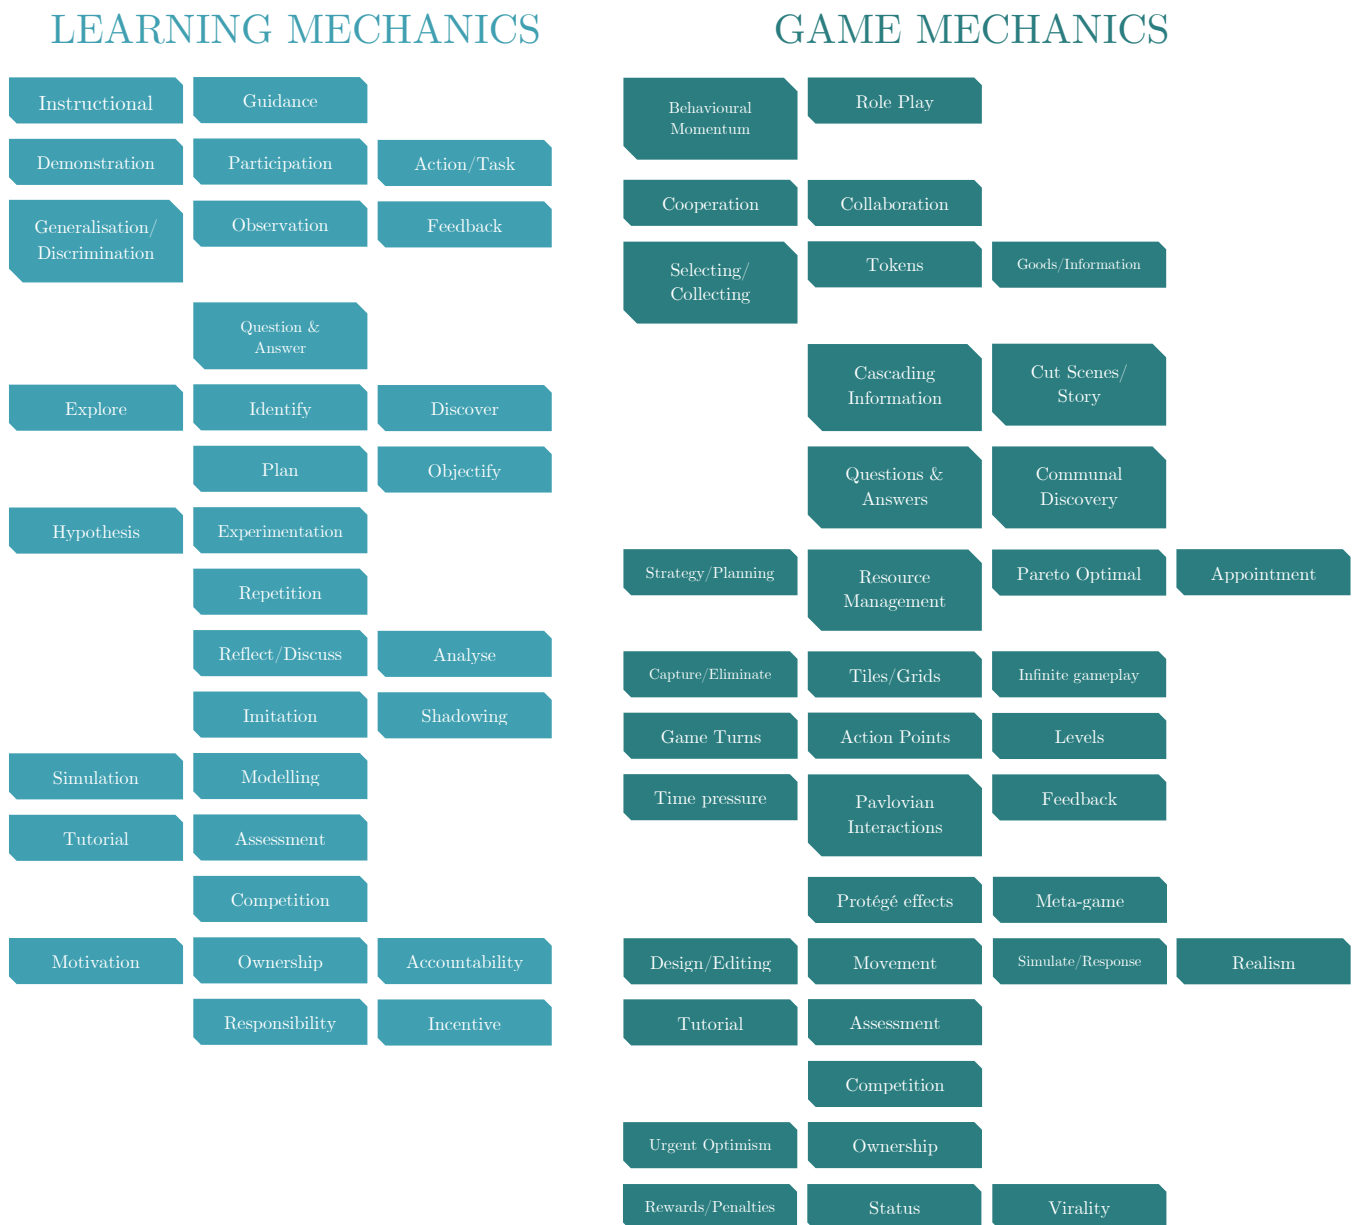 LEARNING MECHANICS
Instructional
Guidance
Demonstration
Participation
Action/Task
Generalisation/
Discrimination
Observation
Feedback
Question &
Answer
Explore
Identify
Discover
Plan
Objectify
Hypothesis
Experimentation
Repetition
Reflect/Discuss
Analyse
Imitation
Shadowing
Simulation
Modelling
Tutorial
Assessment
Competition
Motivation
Ownership
Accountability
Responsibility
Incentive
GAME MECHANICS
Behavioural
Momentum
Role Play
Cooperation
Collaboration
Selecting/
Collecting
Tokens
Goods/Information
Cascading
Information
Cut Scenes/
Story
Questions &
Answers
Communal
Discovery
Strategy/Planning
Resource
Management
Pareto Optimal
Appointment
Capture/Eliminate
Tiles/Grids
Infinite gameplay
Game Turns
Action Points
Levels
Time pressure
Pavlovian
Interactions
Feedback
Protégé effects
Meta-game
Design/Editing
Movement
Simulate/Response
Realism
Tutorial
Assessment
Competition
Urgent Optimism
Ownership
Rewards/Penalties
Status
Virality